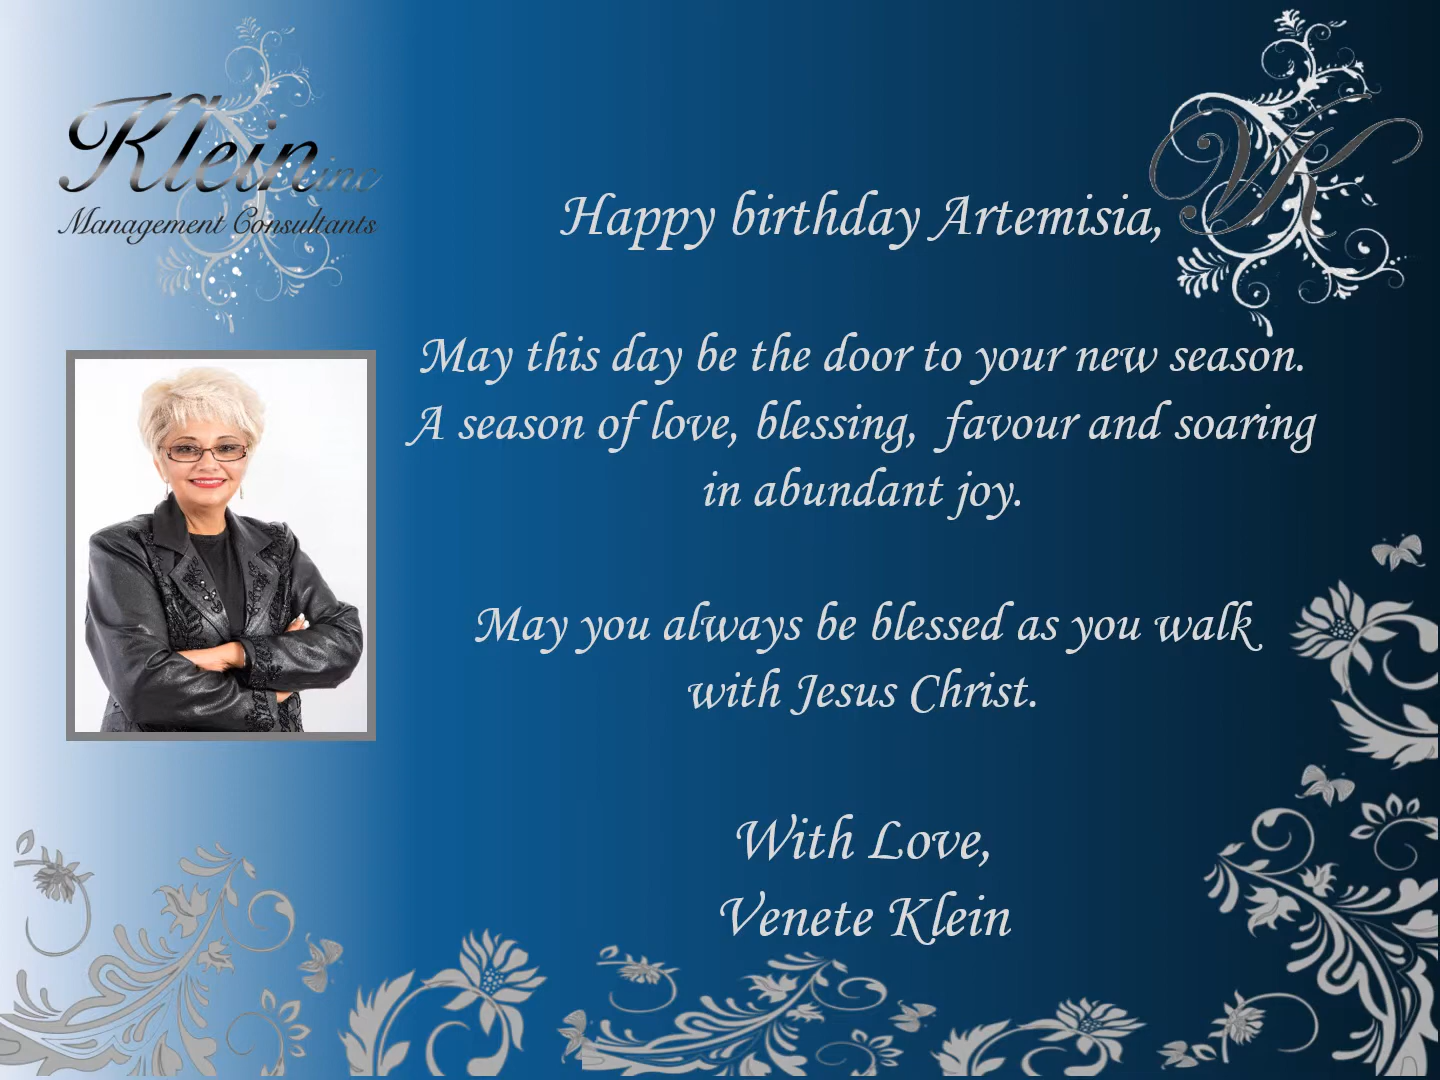 Klein inc
Management Consultants
VK
Happy birthday Artemisia,
May this day be the door to your new season.
A season of love, blessing, favour and soaring
in abundant joy.
May you always be blessed as you walk
with Jesus Christ.
With Love,
Venete Klein